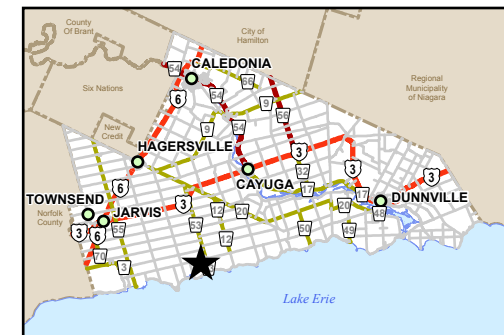 County
Of Brant
City of
Hamilton
54
CALEDONIA
66
Six Nations
6
54
9
56
Regional
Municipality
of Niagara
New
Credit
9
54
HAGERSVILLE
3
32
3
3
6
CAYUGA
17
17
TOWNSEND
3
DUNNVILLE
Norfolk
County
JARVIS
12
20
20
48
3
6
55
53
12
50
49
70
3
Lake Erie